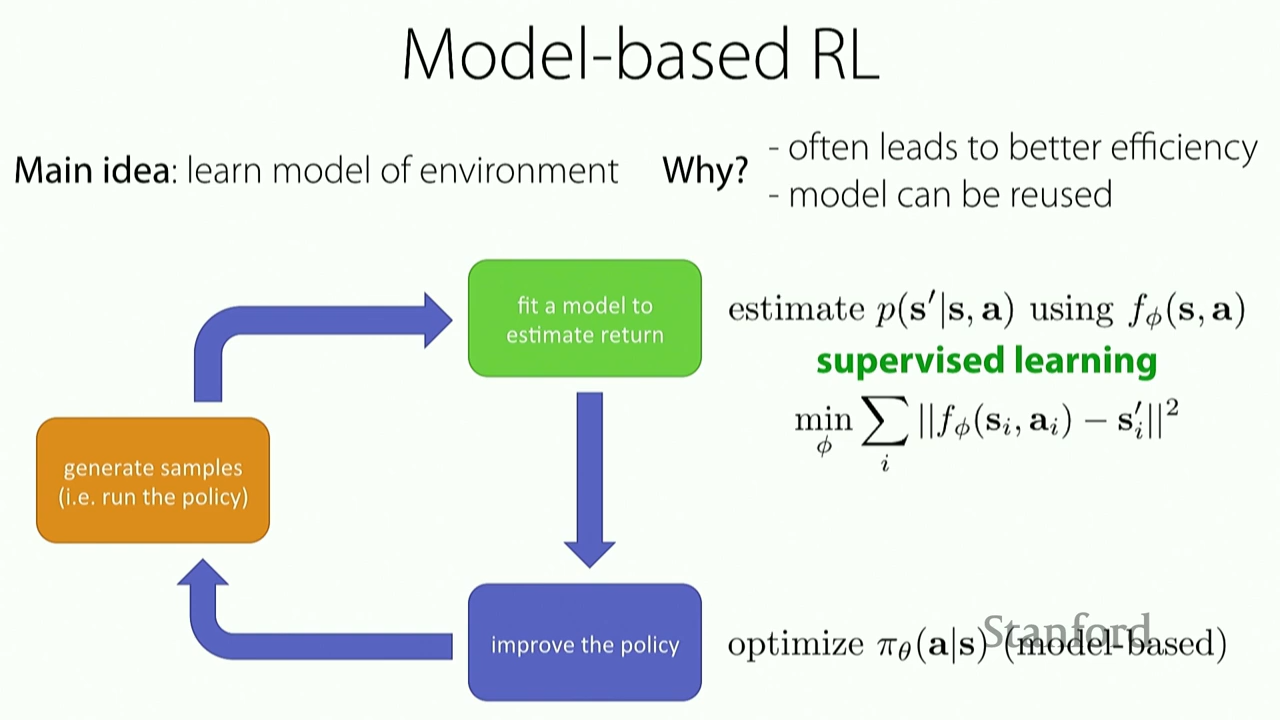 Model-based RL
Main idea: learn model of environment
Why?
- often leads to better efficiency
- model can be reused
fit a model to
estimate return
estimate p(s′|s, a) using f_ϕ(s, a)
supervised learning
min_ϕ ∑_i ||f_ϕ(s_i, a_i) − s′_i||²
generate samples
(i.e. run the policy)
improve the policy
optimize π_θ(a|s) (model-based)
Stanford